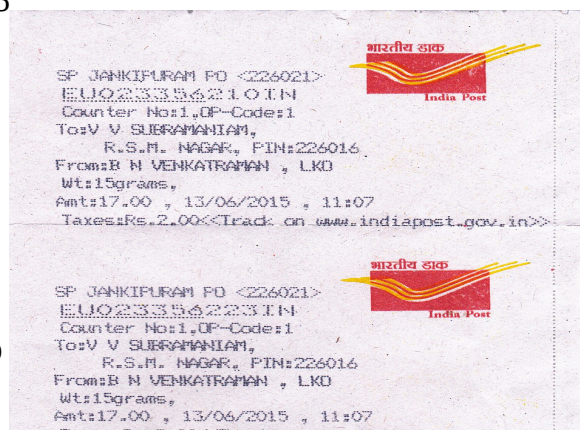 भारतीय डाक
India Post
SP JANKIPURAM PO <226021>
EU023356210IN
Counter No:1,OP-Code:1
To:V V SUBRAMANIAM,
R.S.M. NAGAR, PIN:226016
From:B N VENKATRAMAN , LKO
Wt:15grams,
Amt:17.00 , 13/06/2015 , 11:07
Taxes:Rs.2.00<<Track on www.indiapost.gov.in>>
भारतीय डाक
India Post
SP JANKIPURAM PO <226021>
EU023356223IN
Counter No:1,OP-Code:1
To:V V SUBRAMANIAM,
R.S.M. NAGAR, PIN:226016
From:B N VENKATRAMAN , LKO
Wt:15grams,
Amt:17.00 , 13/06/2015 , 11:07